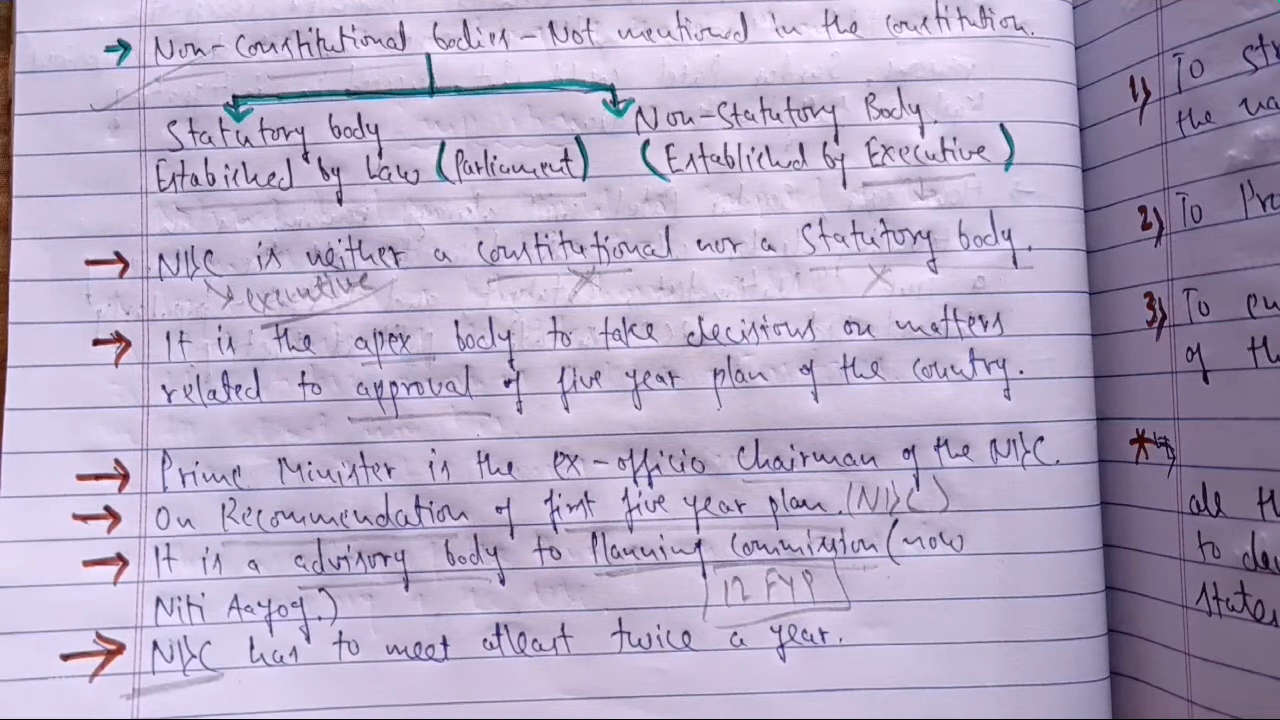 → Non-Constitutional bodies - Not mentioned in the constitution.
Statutory body
Non-Statutory Body.
Estabished by Law (Parliament)
(Established by Executive)
→ NDC is neither a constitutional nor a statutory body.
executive
→ It is the apex body to take decisions on matters
related to approval of five year plan of the country.
→ Prime Minister is the ex-officio Chairman of the NDC.
→ On Recommendation of first five year plan. (NDC)
→ It is a advisory body to Planning Commission (now
Niti Aayog.)
12 FYP
→ NDC has to meet atleast twice a year.
1) To
the
2) To
3) To
of
all
to
states